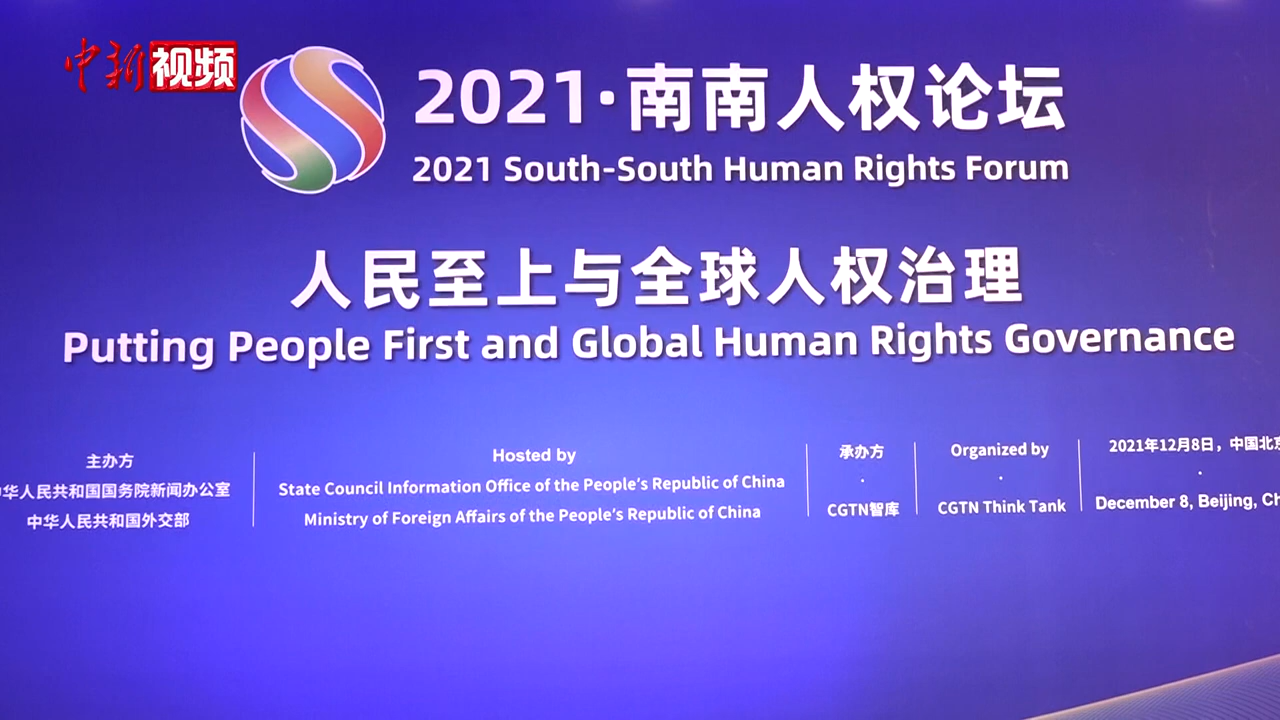 中新视频
2021·南南人权论坛
2021 South-South Human Rights Forum
人民至上与全球人权治理
Putting People First and Global Human Rights Governance
主办方
华人民共和国国务院新闻办公室
中华人民共和国外交部
Hosted by
State Council Information Office of the People's Republic of China
Ministry of Foreign Affairs of the People's Republic of China
承办方
·
CGTN智库
Organized by
·
CGTN Think Tank
2021年12月8日，中国北
·
December 8, Beijing,